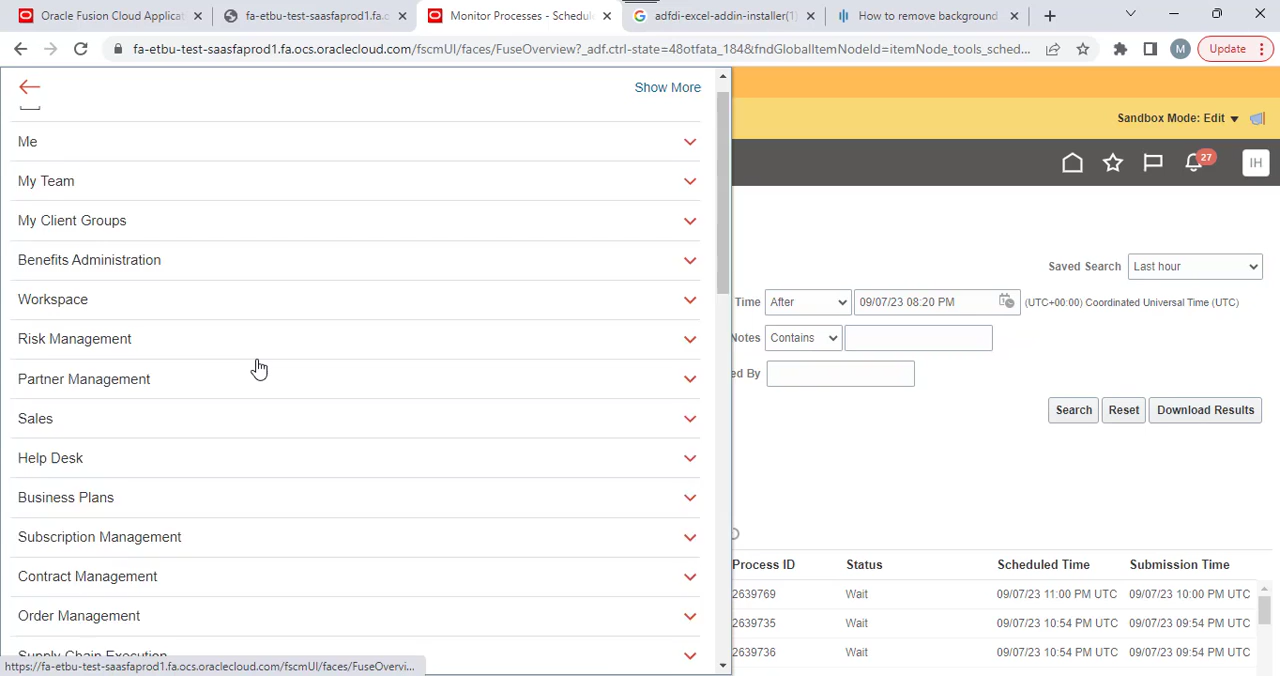 Oracle Fusion Cloud Applicat
fa-etbu-test-saasfaprod1.fa.oc
Monitor Processes - Schedul
adfdi-excel-addin-installer(1)
How to remove background
fa-etbu-test-saasfaprod1.fa.ocs.oraclecloud.com/fscmUI/faces/FuseOverview?_adf.ctrl-state=48otfata_184&fndGlobalItemNodeId=itemNode_tools_sched...
M
Update
Show More
Sandbox Mode: Edit
27
IH
Me
My Team
My Client Groups
Benefits Administration
Workspace
Risk Management
Partner Management
Sales
Help Desk
Business Plans
Subscription Management
Contract Management
Order Management
Supply Chain Execution
https://fa-etbu-test-saasfaprod1.fa.ocs.oraclecloud.com/fscmUI/faces/FuseOvervi...
Saved Search Last hour
Time After 09/07/23 08:20 PM (UTC+00:00) Coordinated Universal Time (UTC)
Notes Contains
ed By
Search Reset Download Results
Process ID Status Scheduled Time Submission Time
2639769 Wait 09/07/23 11:00 PM UTC 09/07/23 10:00 PM UTC
2639735 Wait 09/07/23 10:54 PM UTC 09/07/23 09:54 PM UTC
2639736 Wait 09/07/23 10:54 PM UTC 09/07/23 09:54 PM UTC